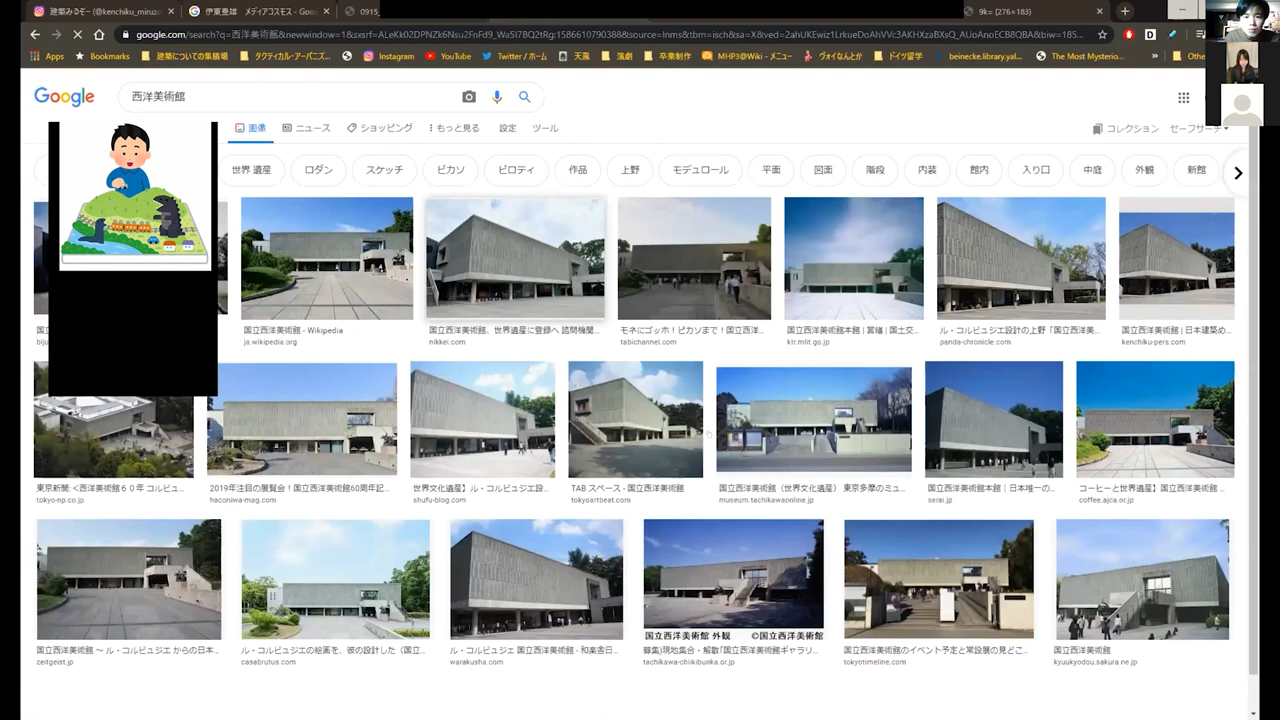 建築みるぞー (@kenchiku_miruzo
伊東豊雄　メディアコスモス - Goo
0915
9k= (276×183)
google.com/search?q=西洋美術館&newwindow=1&sxsrf=
Apps
Bookmarks
建築についての集積場
タクティカル・アーバニズ...
Instagram
YouTube
Twitter /ホーム
天鳳
演劇
卒業制作
MHP3@Wiki - メニュー
ヴォイなんとか
ドイツ留学
beinecke.library.yal...
The Most Mysterio...
»
Othe
Google
西洋美術館
画像
ニュース
ショッピング
もっと見る
設定
ツール
コレクション
セーフサーチ
世界 遺産
ロダン
スケッチ
ピカソ
ピロティ
作品
上野
モデュロール
平面
図面
階段
内装
館内
入り口
中庭
外観
新館
国立西洋美術館 - Wikipedia
ja.wikipedia.org
国立西洋美術館、世界遺産に登録へ 諮問機関...
nikkei.com
モネにゴッホ！ピカソまで！国立西洋...
tabichannel.com
国立西洋美術館本館 | 営繕 | 国土交...
ktr.mlit.go.jp
ル・コルビュジエ設計の上野「国立西洋美...
panda-chronicle.com
国立西洋美術館 | 日本建築め...
kenchiku-pers.com
東京新聞:＜西洋美術館６０年 コルビュ...
tokyo-np.co.jp
2019年注目の展覧会！国立西洋美術館60周年記...
haconiwa-mag.com
世界文化遺産】ル・コルビュジエ設...
shufu-blog.com
TAB スペース - 国立西洋美術館
tokyoartbeat.com
国立西洋美術館（世界文化遺産） 東京多摩のミュ...
museum.tachikawaonline.jp
国立西洋美術館本館｜日本唯一の...
serai.jp
コーヒーと世界遺産】国立西洋美術館 ...
coffee.ajca.or.jp
国立西洋美術館 外観　©国立西洋美術館
国立西洋美術館 〜 ル・コルビュジエ からの日本...
zeitgeist.jp
ル・コルビュジエの絵画を、彼の設計した〈国立...
casabrutus.com
ル・コルビュジェ 国立西洋美術館 - 和楽舎日...
warakusha.com
募集)現地集合・解散｢国立西洋美術館ギャラリ...
tachikawa-chiikibunka.or.jp
国立西洋美術館のイベント予定と常設展の見どこ...
tokyotimeline.com
国立西洋美術館
kyuukyodou.sakura.ne.jp